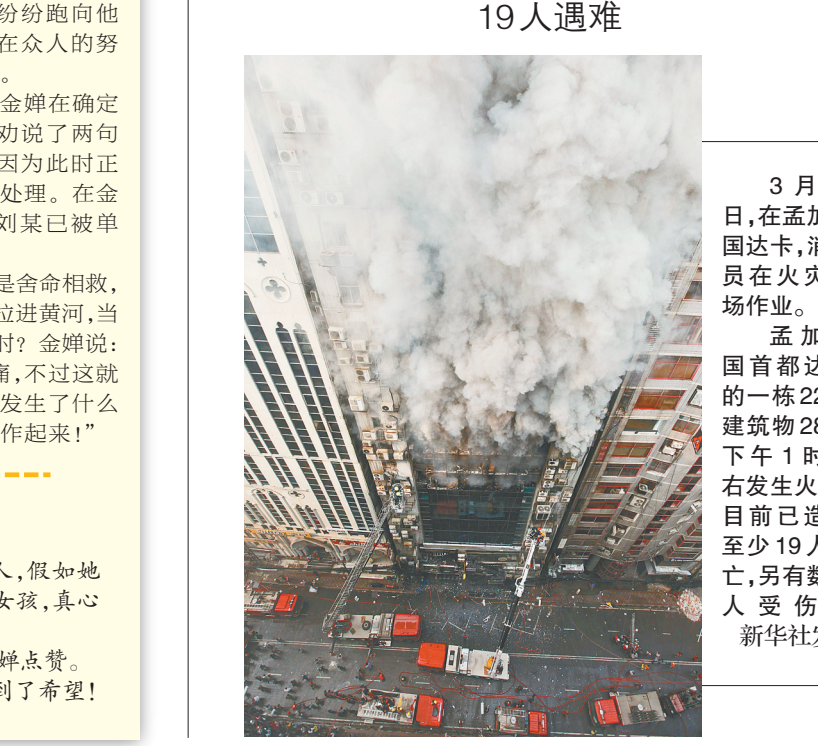 纷纷跑向他
在众人的努
。
金婵在确定
劝说了两句
因为此时正
处理。在金
刘某已被单
是舍命相救,
拉进黄河,当
时? 金婵说:
痛,不过这就
发生了什么
作起来!”
人,假如她
女孩,真心
婵点赞。
到了希望!
19人遇难
3 月
日,在孟加
国达卡,消
员在火灾
场作业。
孟加
国首都达
的一栋22
建筑物28
下午1时
右发生火
目前已造
至少19人
亡,另有数
人受伤
新华社发